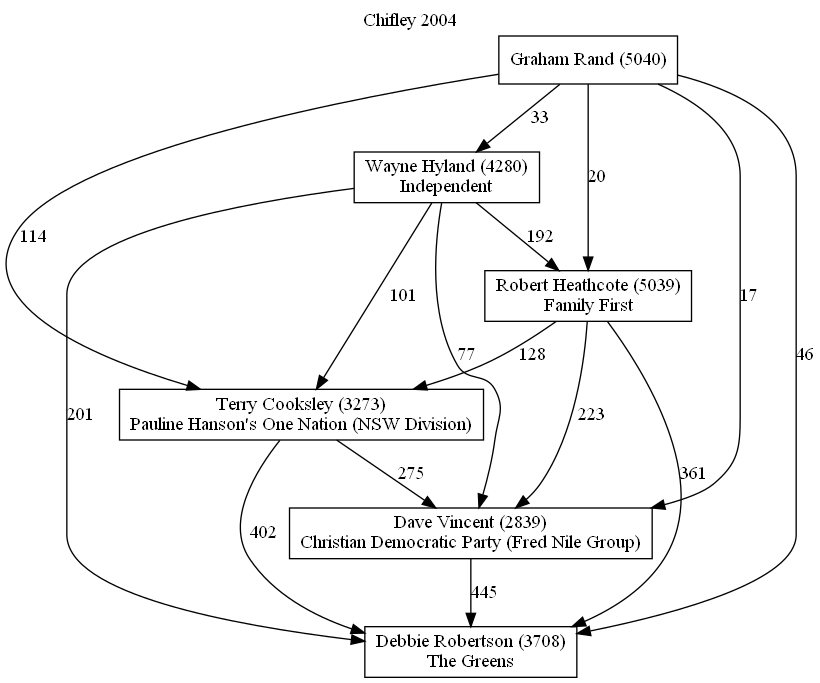 Chifley 2004
Graham Rand (5040)
33
Wayne Hyland (4280)
Independent
20
114
192
Robert Heathcote (5039)
Family First
101
17
77
128
46
Terry Cooksley (3273)
Pauline Hanson's One Nation (NSW Division)
201
223
275
361
402
Dave Vincent (2839)
Christian Democratic Party (Fred Nile Group)
445
Debbie Robertson (3708)
The Greens